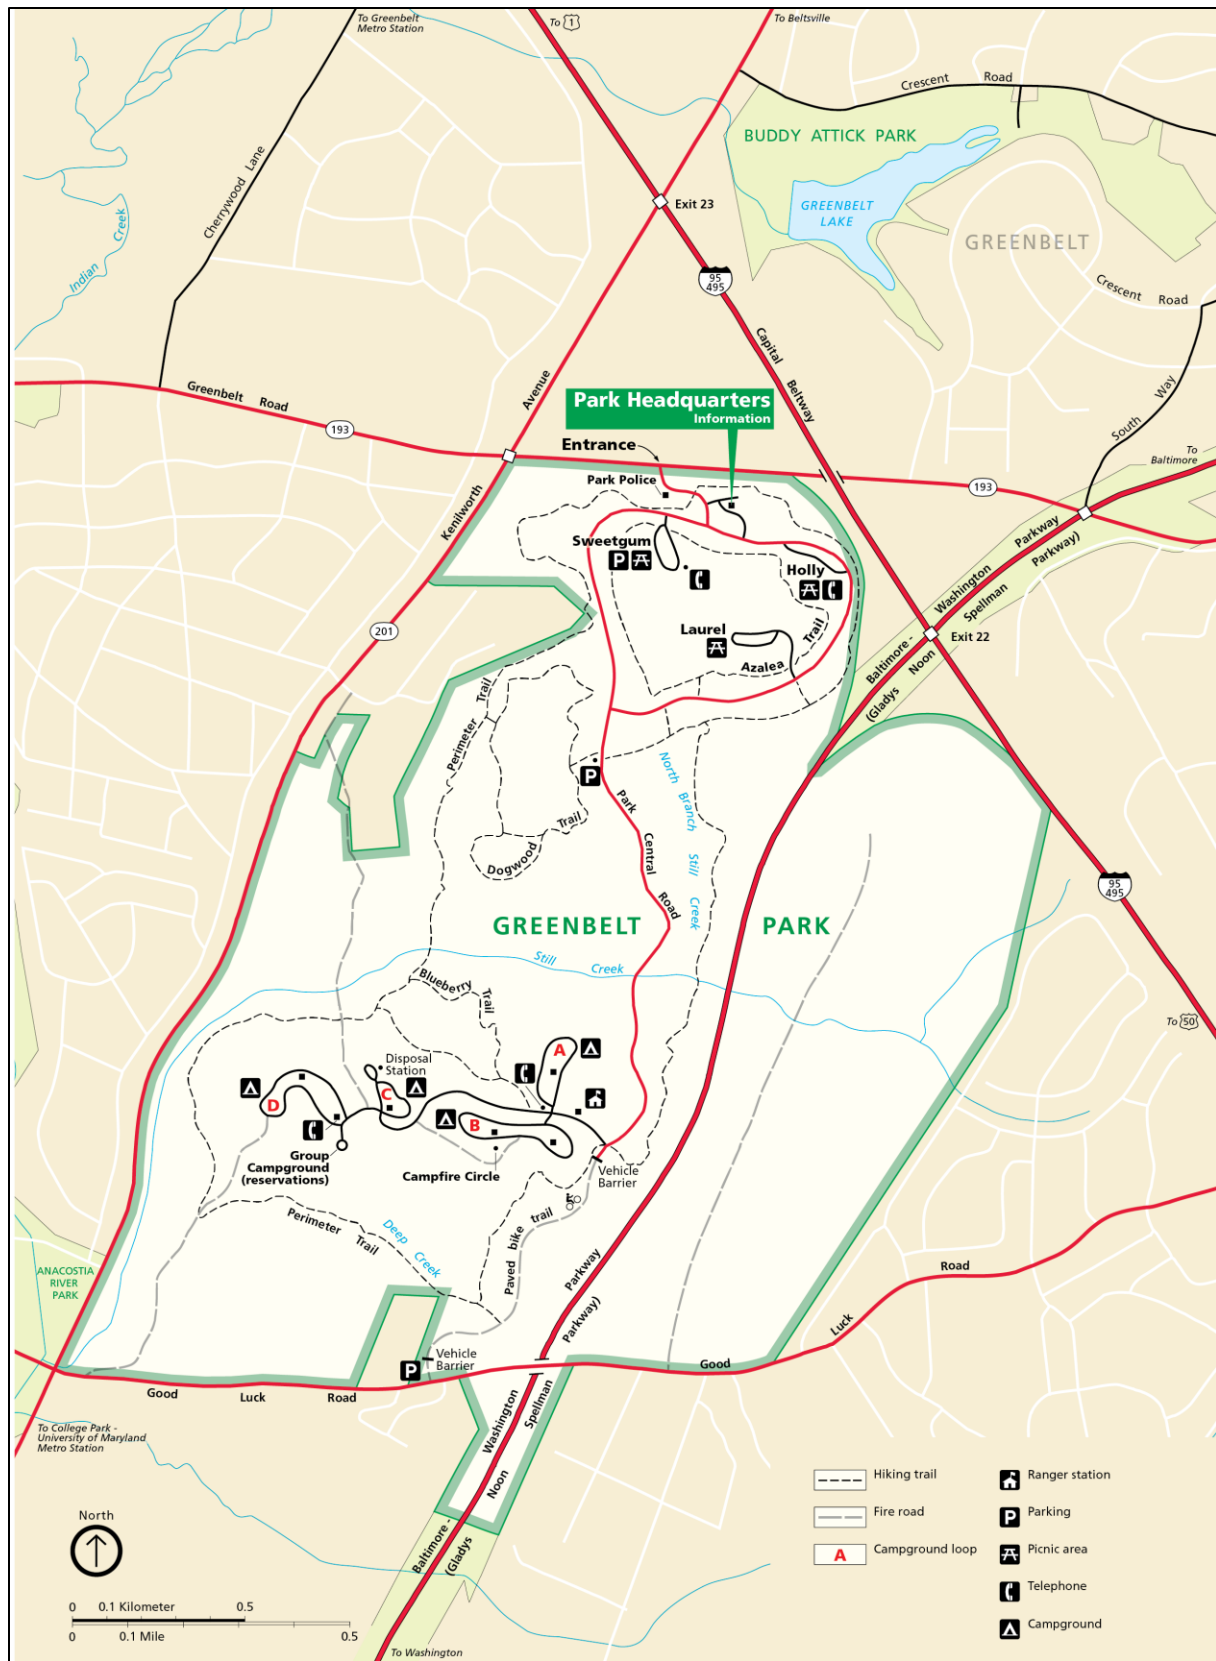 To Greenbelt
Metro Station
To 1
To Beltsville
Crescent Road
BUDDY ATTICK PARK
Cherrywood Lane
Exit 23
GREENBELT
LAKE
Indian Creek
GREENBELT
95
495
Crescent Road
Capital Beltway
Greenbelt Road
193
Avenue
Park Headquarters
Information
South Way
To
Baltimore
Entrance
Park Police
193
Kenilworth
Sweetgum
P
Holly
Washington Parkway
Spellman Parkway)
201
Laurel
Azalea Trail
Exit 22
Baltimore -
(Gladys Noon
Perimeter Trail
P
North Branch Still Creek
Park Central Road
Dogwood Trail
95
495
GREENBELT PARK
Still Creek
Blueberry Trail
To 50
A
Disposal
Station
C
D
B
Group
Campground
(reservations)
Campfire Circle
Vehicle
Barrier
Perimeter Trail
Deep Creek
Paved bike trail
ANACOSTIA
RIVER
PARK
Parkway
Parkway)
Road
Luck
Good
Vehicle
Barrier
P
Good Luck Road
Washington
Spellman
Noon
To College Park -
University of Maryland
Metro Station
Baltimore -
(Gladys
To Washington
North
0 0.1 Kilometer 0.5
0 0.1 Mile 0.5
Hiking trail
Fire road
A Campground loop
Ranger station
P Parking
Picnic area
Telephone
Campground